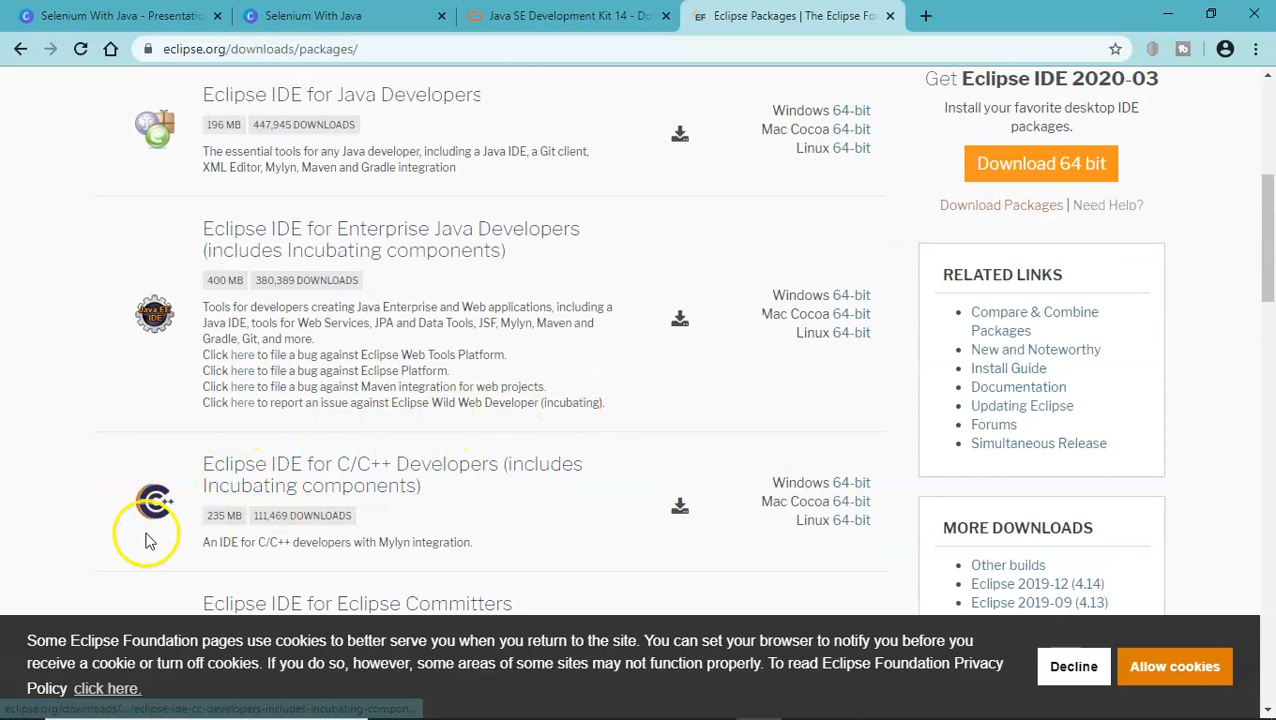 Selenium With Java - Presentatio
Selenium With Java
Java SE Development Kit 14 - Do
Eclipse Packages | The Eclipse Fou
eclipse.org/downloads/packages/
Eclipse IDE for Java Developers
196 MB 447,945 DOWNLOADS
The essential tools for any Java developer, including a Java IDE, a Git client,
XML Editor, Mylyn, Maven and Gradle integration
Windows 64-bit
Mac Cocoa 64-bit
Linux 64-bit
Eclipse IDE for Enterprise Java Developers
(includes Incubating components)
400 MB 380,389 DOWNLOADS
Java EE
IDE
Tools for developers creating Java Enterprise and Web applications, including a
Java IDE, tools for Web Services, JPA and Data Tools, JSF, Mylyn, Maven and
Gradle, Git, and more.
Click here to file a bug against Eclipse Web Tools Platform.
Click here to file a bug against Eclipse Platform.
Click here to file a bug against Maven integration for web projects.
Click here to report an issue against Eclipse Wild Web Developer (incubating).
Windows 64-bit
Mac Cocoa 64-bit
Linux 64-bit
Eclipse IDE for C/C++ Developers (includes
Incubating components)
C++
235 MB 111,469 DOWNLOADS
An IDE for C/C++ developers with Mylyn integration.
Windows 64-bit
Mac Cocoa 64-bit
Linux 64-bit
Eclipse IDE for Eclipse Committers
Get Eclipse IDE 2020-03
Install your favorite desktop IDE
packages.
Download 64 bit
Download Packages | Need Help?
RELATED LINKS
Compare & Combine
Packages
New and Noteworthy
Install Guide
Documentation
Updating Eclipse
Forums
Simultaneous Release
MORE DOWNLOADS
Other builds
Eclipse 2019-12 (4.14)
Eclipse 2019-09 (4.13)
Some Eclipse Foundation pages use cookies to better serve you when you return to the site. You can set your browser to notify you before you
receive a cookie or turn off cookies. If you do so, however, some areas of some sites may not function properly. To read Eclipse Foundation Privacy
Policy click here.
Decline
Allow cookies
eclipse.org/downloads/.../eclipse-ide-cc-developers-includes-incubating-compon...